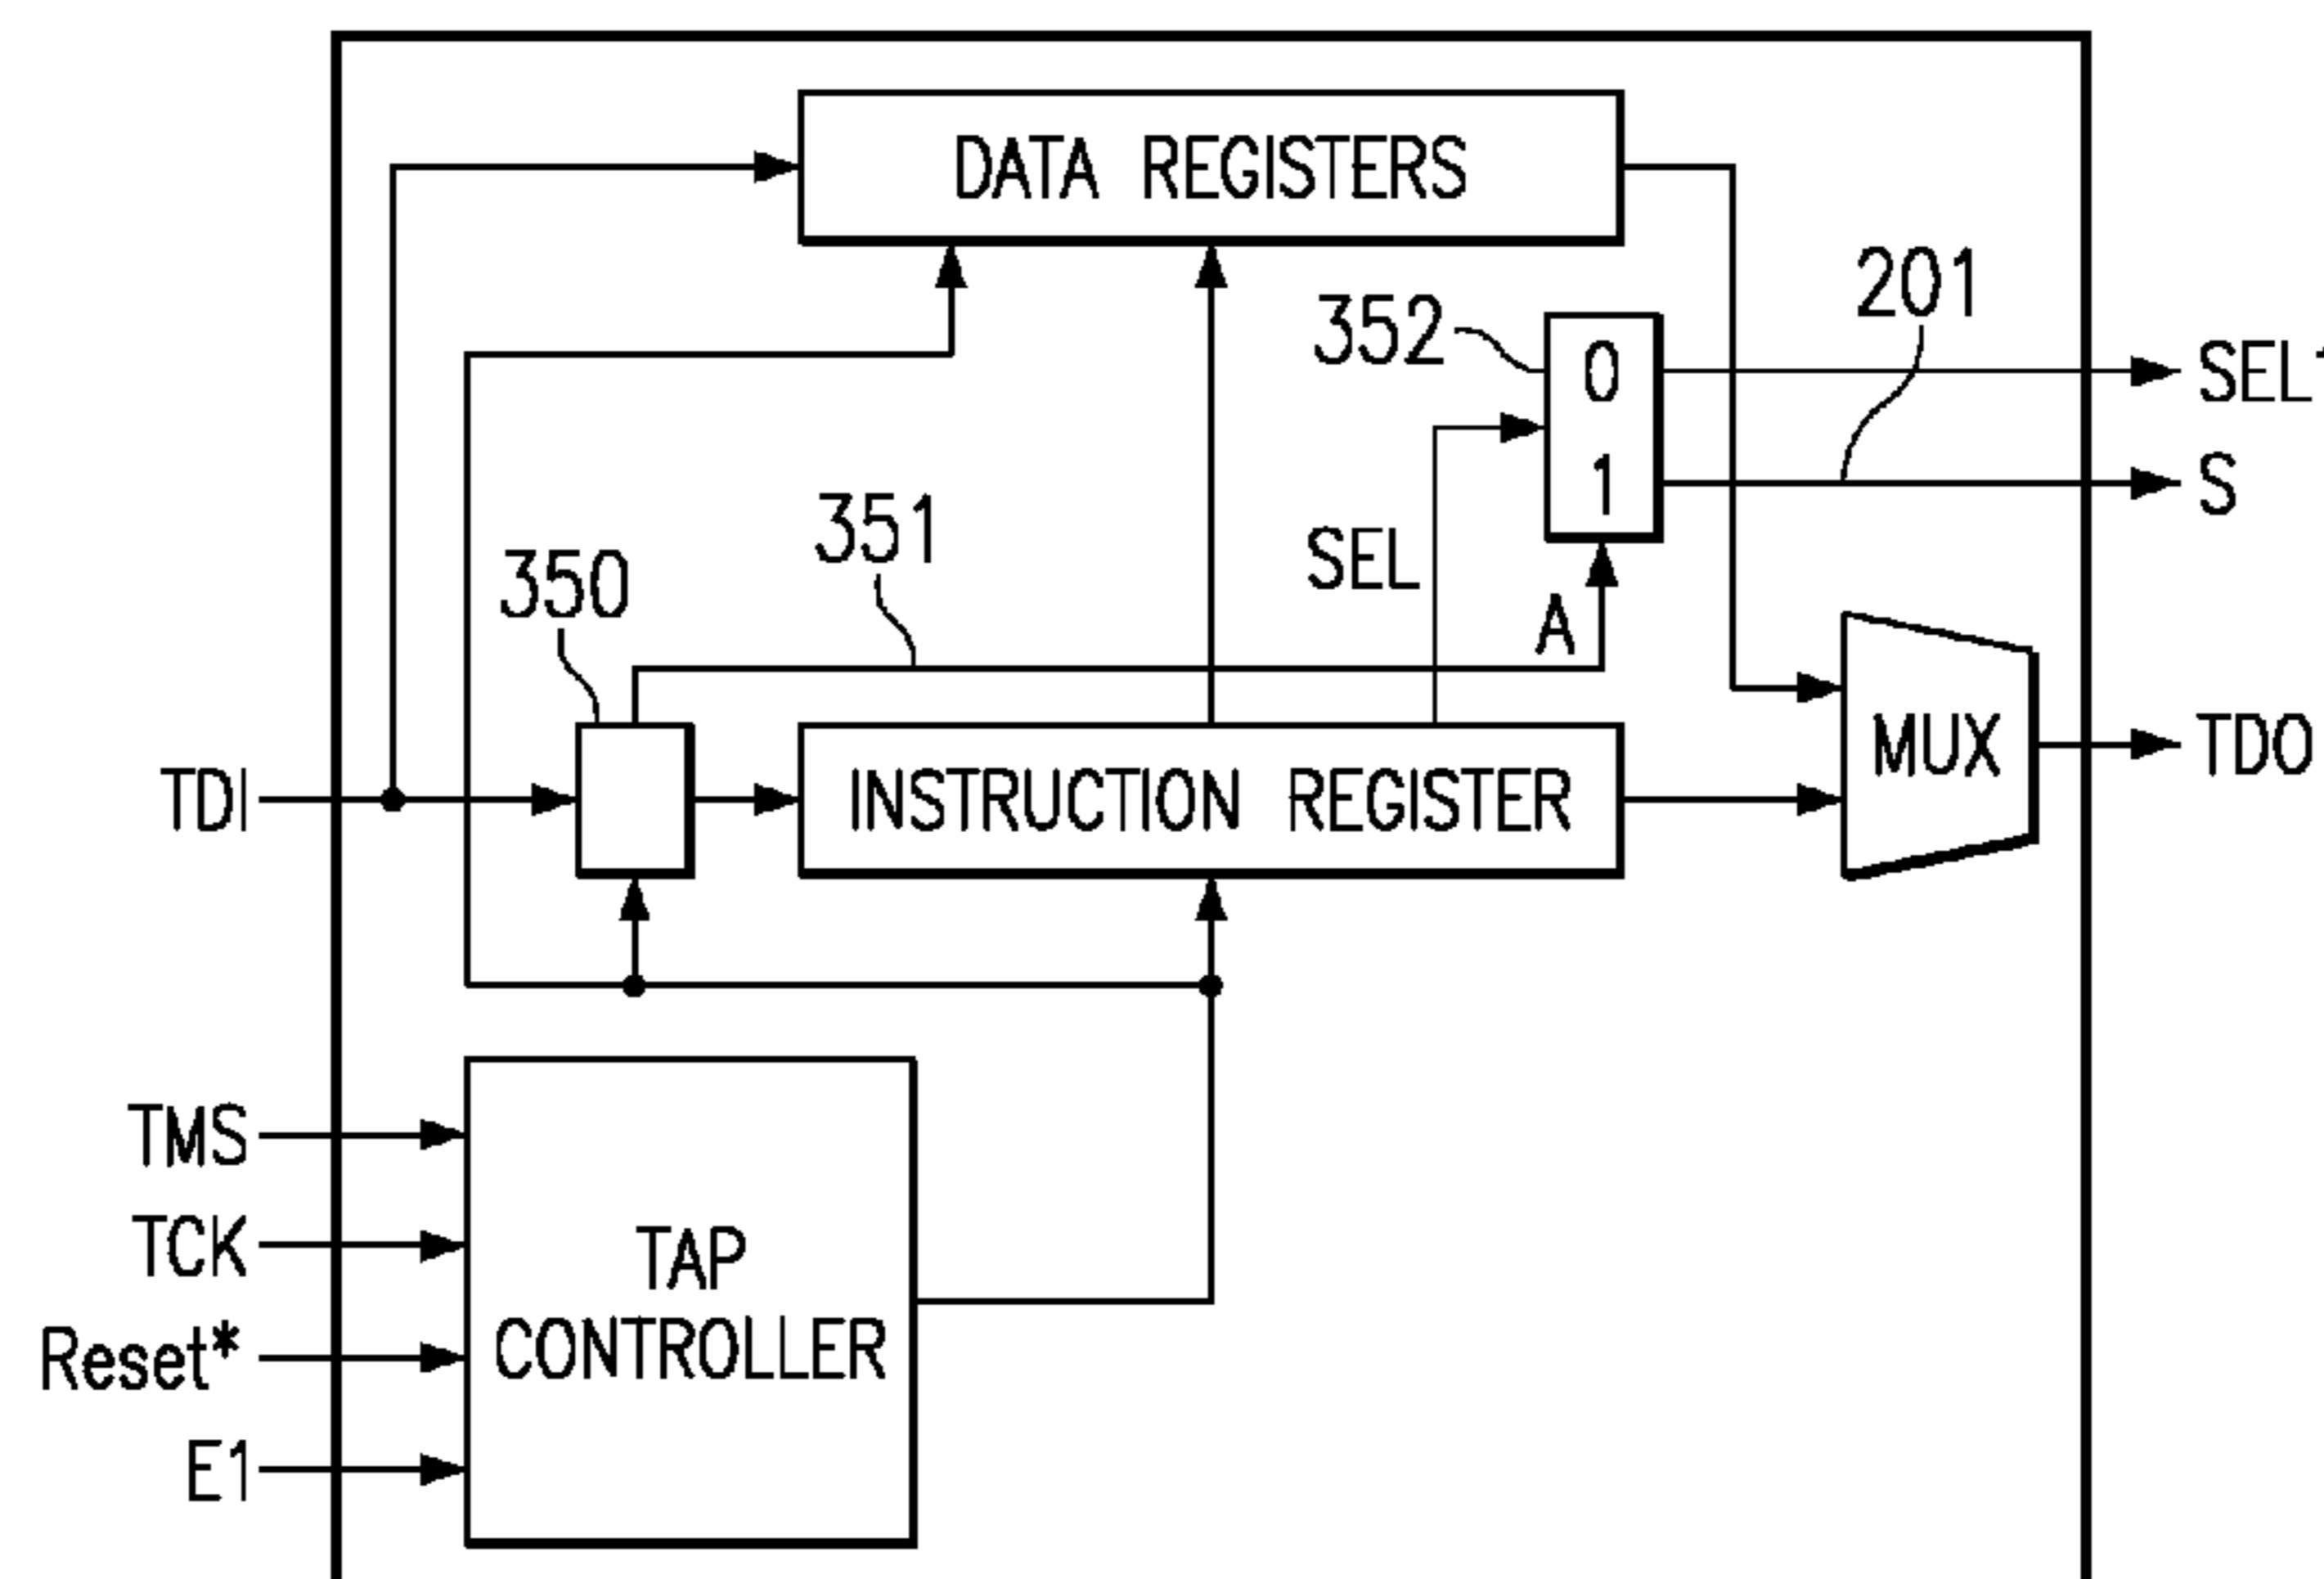 DATA REGISTERS
201
352
0
SEL1
1
S
351
SEL
350
A
TDI
INSTRUCTION REGISTER
MUX
TDO
TMS
TCK
TAP
CONTROLLER
Reset*
E1